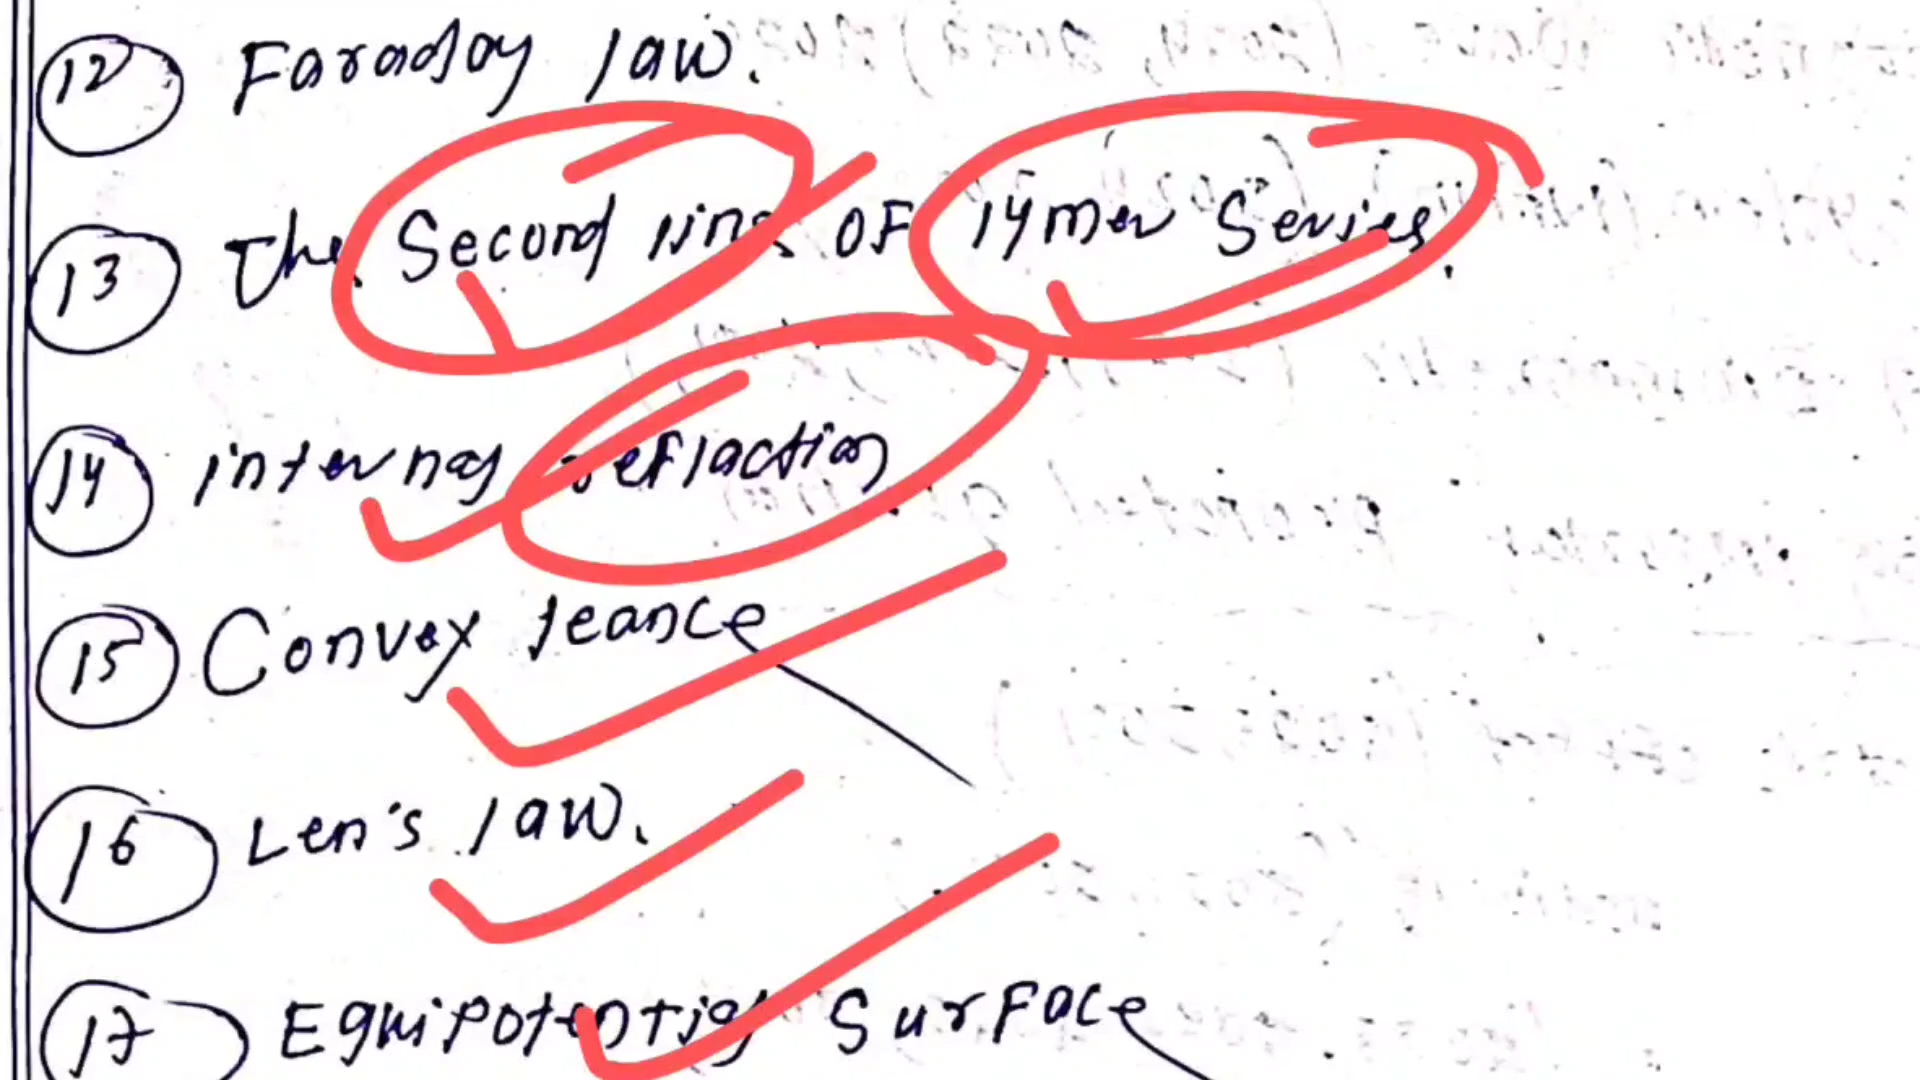 12 Faraday law.
13 The Second line OF lymer Series.
14 internal reflaction
15 Convex leance
16 Len's law.
17 Equipotential Surface